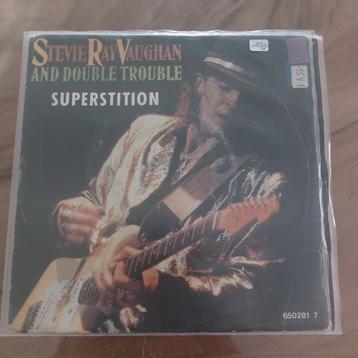 STEVIE RAY VAUGHAN
AND DOUBLE TROUBLE
SUPERSTITION
650281 7